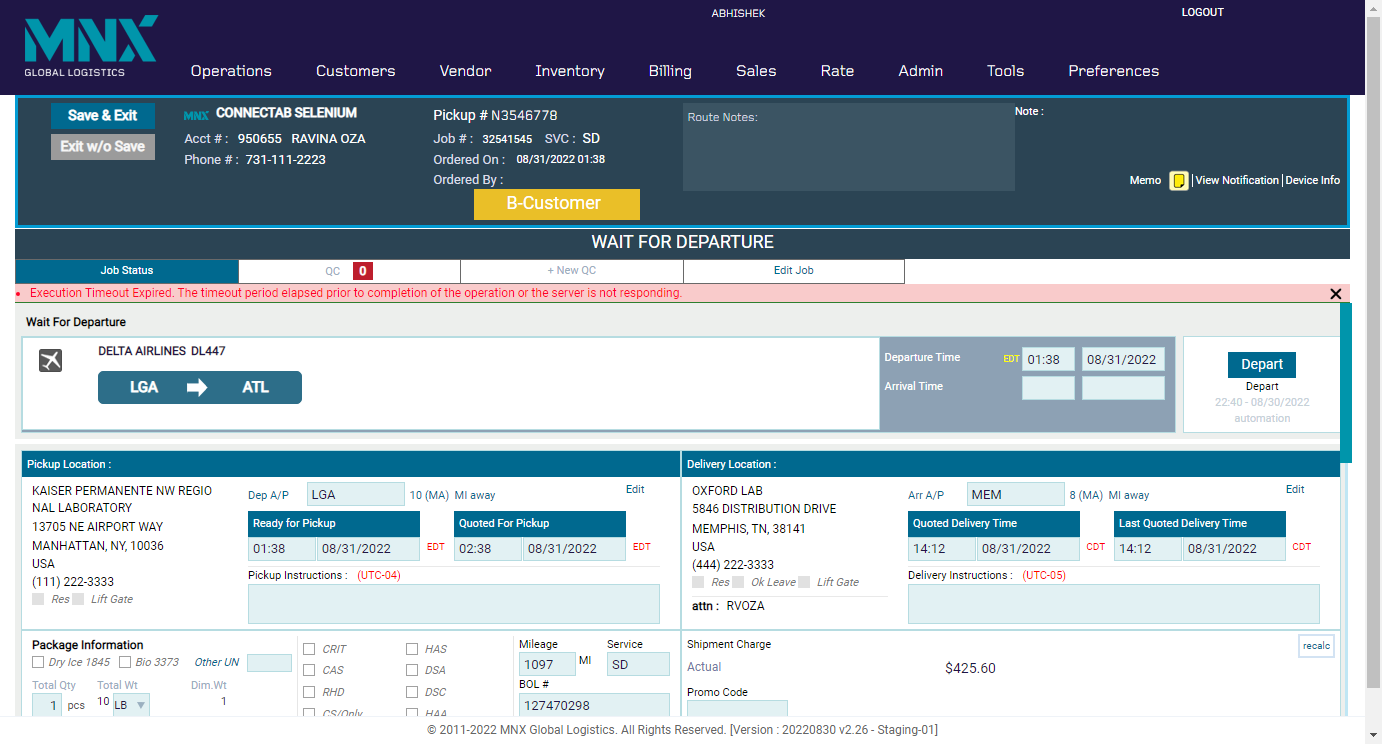 ABHISHEK
LOGOUT
MNX
GLOBAL LOGISTICS
Operations Customers Vendor Inventory Billing Sales Rate Admin Tools Preferences
Save & Exit
Exit w/o Save
MNX CONNECTAB SELENIUM
Acct # : 950655 RAVINA OZA
Phone # : 731-111-2223
Pickup # N3546778
Job # : 32541545 SVC : SD
Ordered On : 08/31/2022 01:38
Ordered By :
B-Customer
Route Notes:
Note :
Memo View Notification Device Info
WAIT FOR DEPARTURE
Job Status QC 0 + New QC Edit Job
Execution Timeout Expired. The timeout period elapsed prior to completion of the operation or the server is not responding.
Wait For Departure
DELTA AIRLINES DL447
LGA ATL
Departure Time EDT 01:38 08/31/2022
Arrival Time
Depart
Depart
22:40 - 08/30/2022
automation
Pickup Location :
KAISER PERMANENTE NW REGIO
NAL LABORATORY
13705 NE AIRPORT WAY
MANHATTAN, NY, 10036
USA
(111) 222-3333
Res Lift Gate
Dep A/P LGA 10 (MA) MI away Edit
Ready for Pickup Quoted For Pickup
01:38 08/31/2022 EDT 02:38 08/31/2022 EDT
Pickup Instructions : (UTC-04)
Delivery Location :
OXFORD LAB
5846 DISTRIBUTION DRIVE
MEMPHIS, TN, 38141
USA
(444) 222-3333
Res Ok Leave Lift Gate
attn : RVOZA
Arr A/P MEM 8 (MA) MI away Edit
Quoted Delivery Time Last Quoted Delivery Time
14:12 08/31/2022 CDT 14:12 08/31/2022 CDT
Delivery Instructions : (UTC-05)
Package Information
Dry Ice 1845 Bio 3373 Other UN
Total Qty Total Wt Dim.Wt
1 pcs 10 LB 1
CRIT HAS
CAS DSA
RHD DSC
CS/Only HAA
Mileage Service
1097 MI SD
BOL #
127470298
Shipment Charge recalc
Actual $425.60
Promo Code
© 2011-2022 MNX Global Logistics. All Rights Reserved. [Version : 20220830 v2.26 - Staging-01]